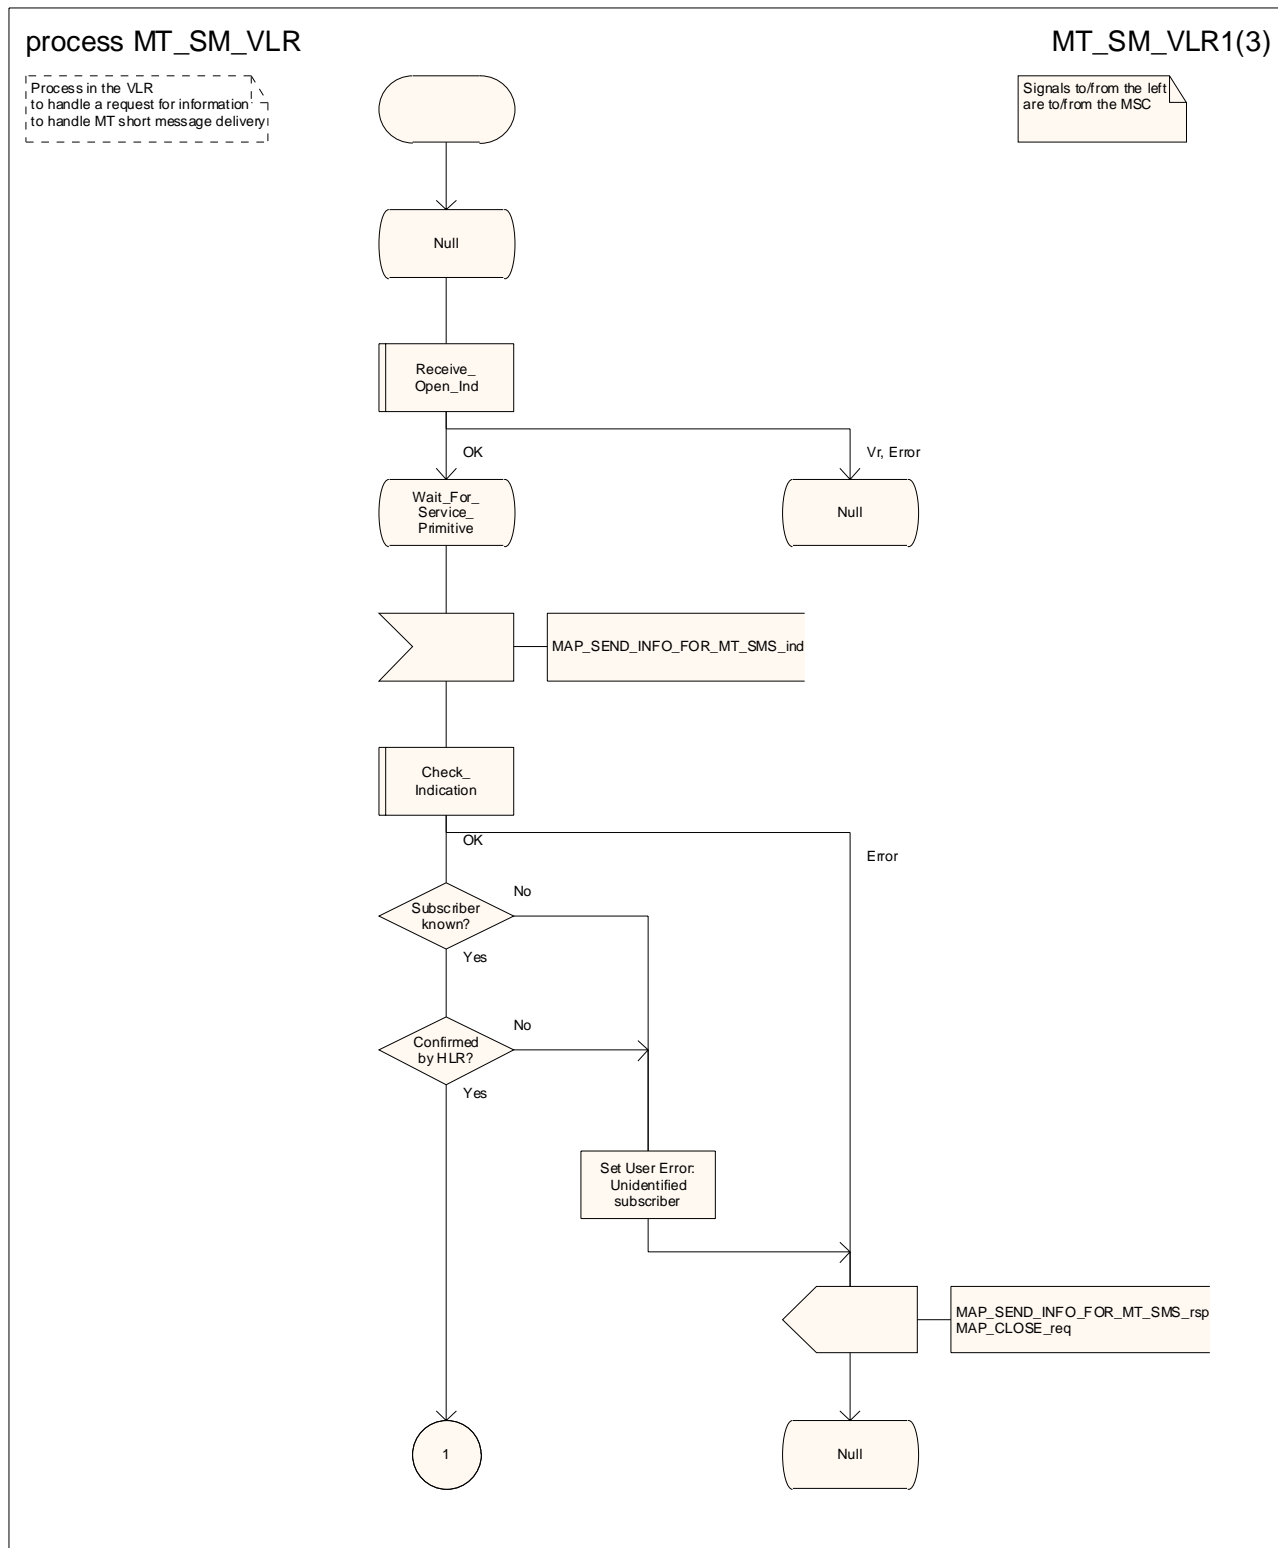 process MT_SM_VLR
MT_SM_VLR1(3)
Process in the VLR
to handle a request for information
to handle MT short message delivery
Signals to/from the left
are to/from the MSC
Null
Receive_
Open_Ind
OK
Vr, Error
Wait_For_
Service_
Primitive
Null
MAP_SEND_INFO_FOR_MT_SMS_ind
Check_
Indication
OK
Error
No
Subscriber
known?
Yes
No
Confirmed
by HLR?
Yes
Set User Error:
Unidentified
subscriber
MAP_SEND_INFO_FOR_MT_SMS_rsp
MAP_CLOSE_req
1
Null